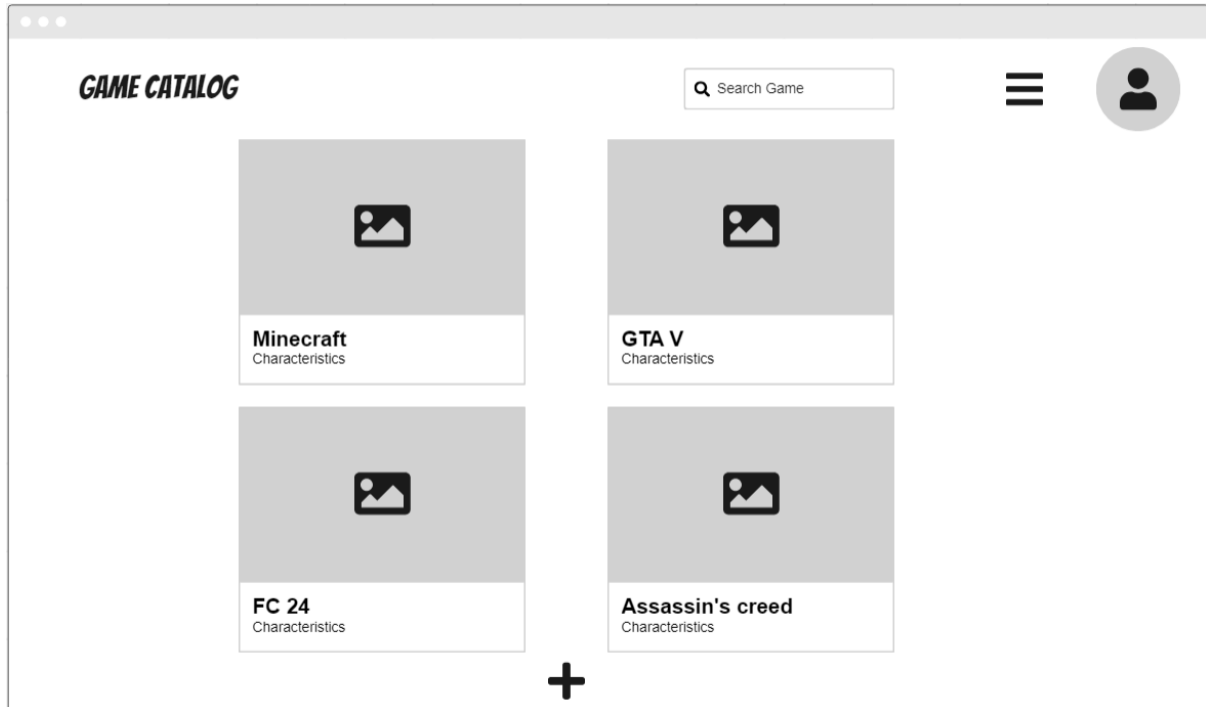 GAME CATALOG
Search Game
Minecraft
Characteristics
GTA V
Characteristics
FC 24
Characteristics
Assassin's creed
Characteristics